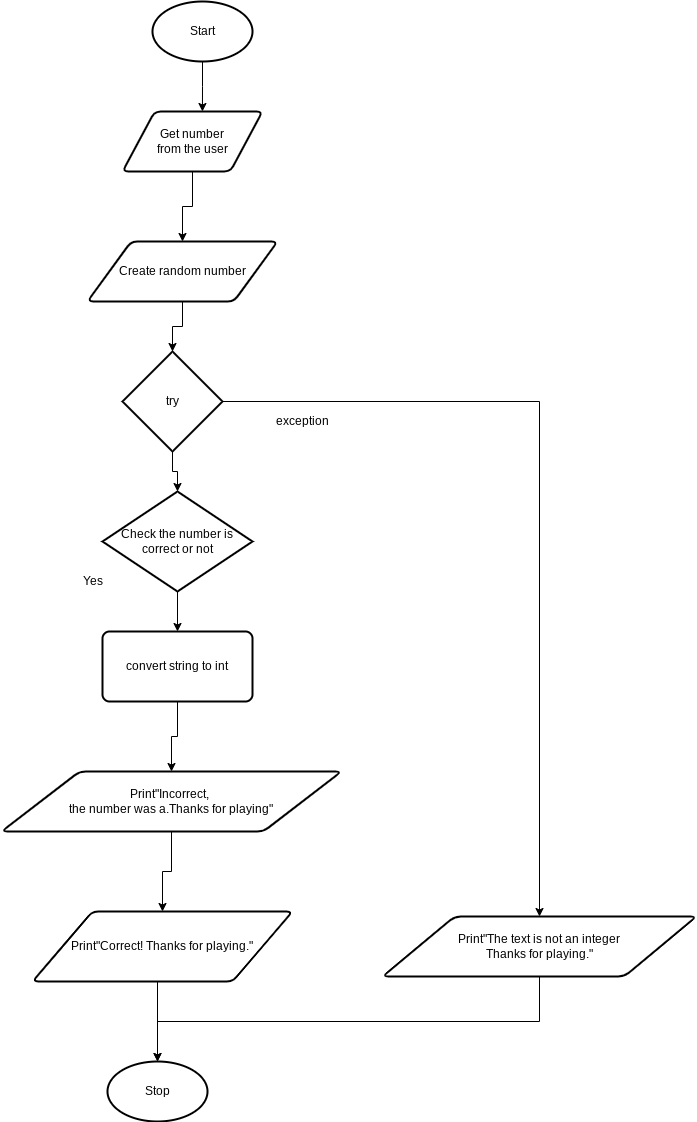 Start
Get number
from the user
Create random number
try
exception
Check the number is
correct or not
Yes
convert string to int
Print"Incorrect,
the number was a.Thanks for playing"
Print"Correct! Thanks for playing."
Print"The text is not an integer
Thanks for playing."
Stop